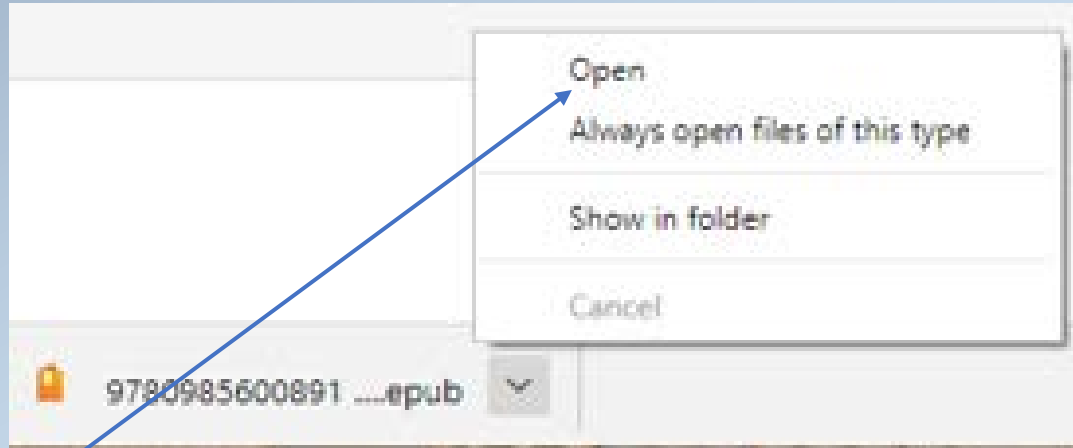 Open
Always open files of this type
Show in folder
Cancel
9780985600891 ....epub